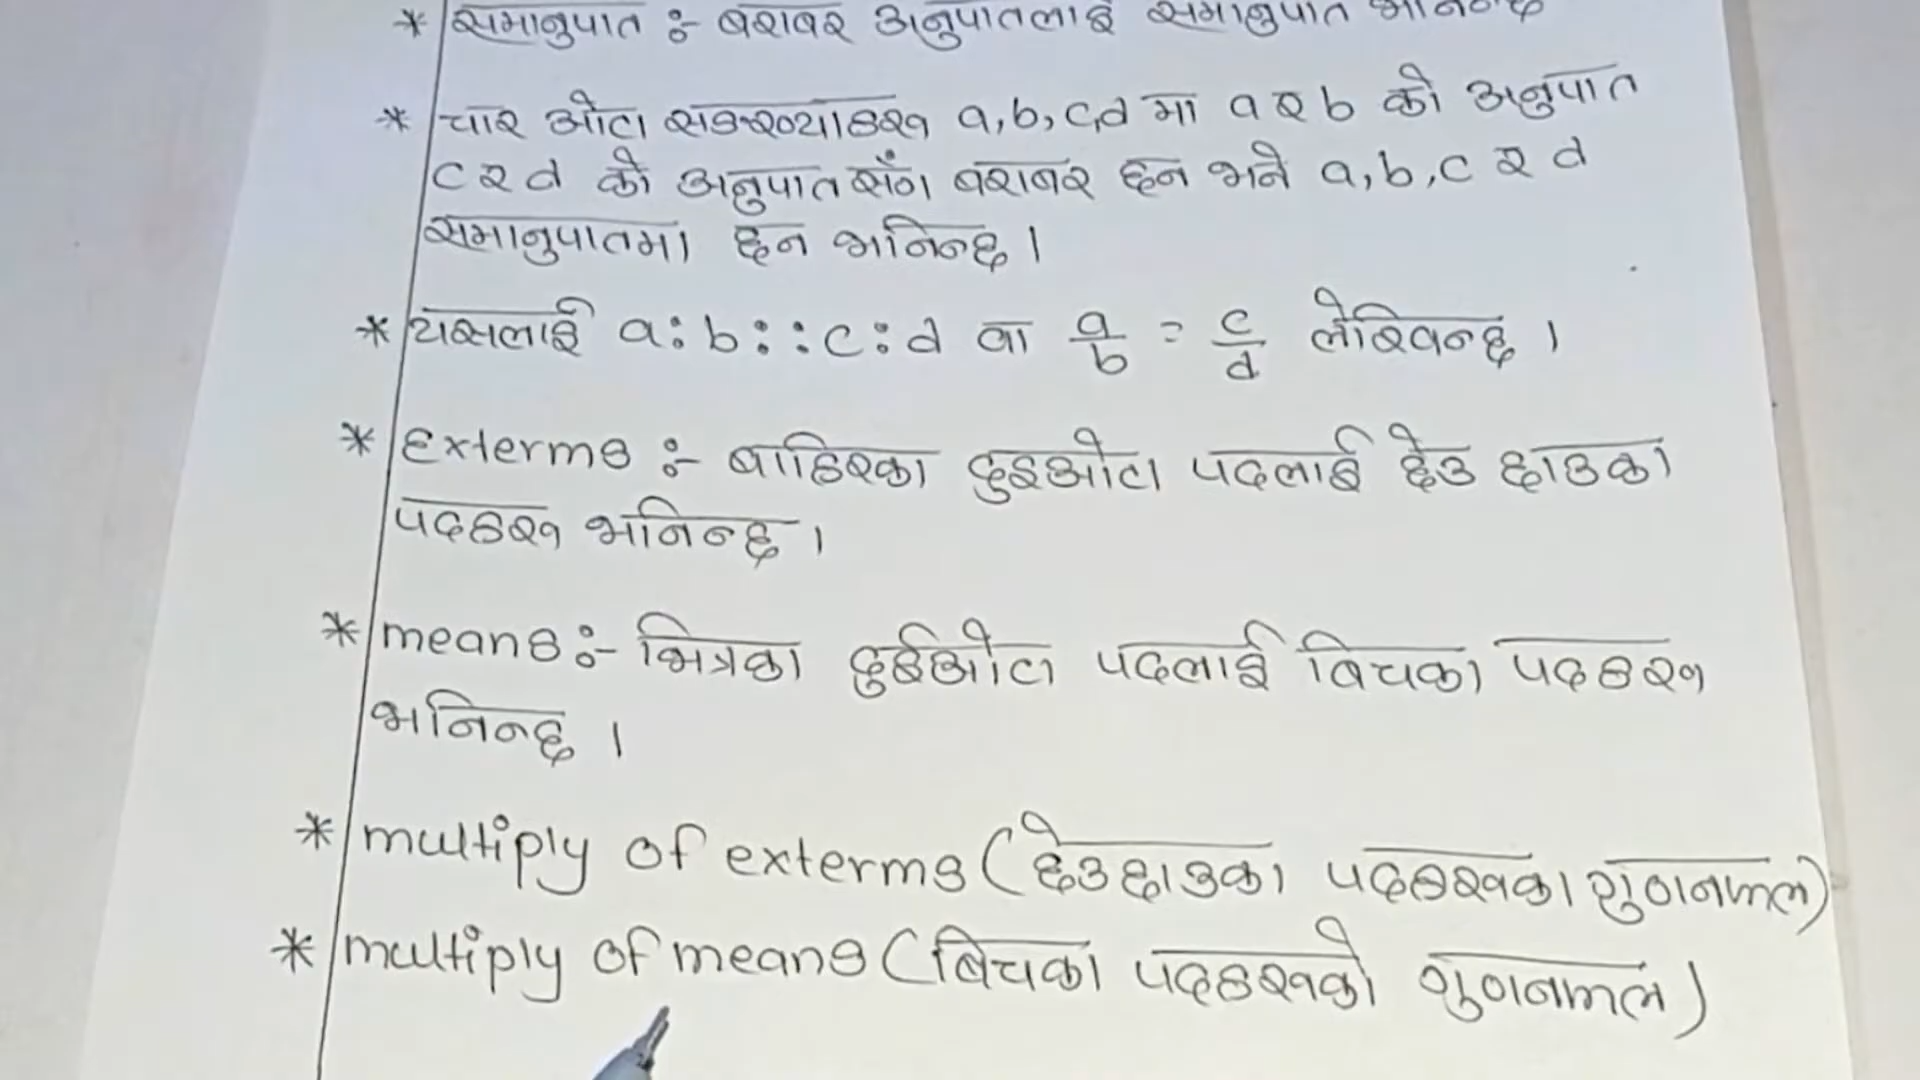 * समानुपात :- बराबर अनुपातलाई समानुपात भनिन्छ
* चार ओटा सङ्ख्याहरू a, b, c, d मा a र b को अनुपात
c र d को अनुपातसँग बराबर छन भने a, b, c र d
समानुपातमा छन भनिन्छ ।
* यसलाई a : b : : c : d वा a/b = c/d लेखिन्छ ।
* Exterms :- बाहिरका दुइओटा पदलाई छेउ छाउका
पदहरू भनिन्छ ।
* means :- भित्रका दुईओटा पदलाई बिचका पदहरू
भनिन्छ ।
* multiply of exterms (छेउछाउका पदहरूका गुणनफल)
* multiply of means (बिचका पदहरूको गुणनफल)